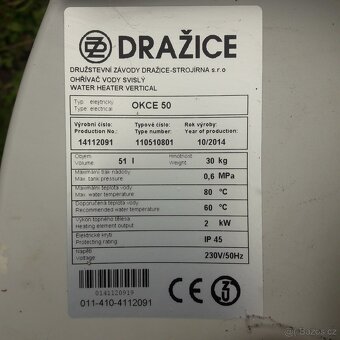 DRAŽICE
DRUŽSTEVNÍ ZÁVODY DRAŽICE-STROJÍRNA s.r.o
OHŘÍVAČ VODY SVISLÝ
WATER HEATER VERTICAL
Typ: elektrický
Type: electrical
OKCE 50
Výrobní číslo: Typové číslo: Rok výroby:
Production No.: Type number: Year of production:
14112091 110510801 10/2014
Objem Hmotnost
Volume: 51 l Weight: 30 kg
Maximální tlak nádoby
Max. tank pressure 0,6 MPa
Maximální teplota vody
Max. water temperature 80 °C
Doporučená teplota vody
Recommended water temperature 60 °C
Výkon topného tělesa
Heating element output 2 kW
Elektrické krytí
Protecting rating IP 45
Napětí
Voltage: 230V/50Hz
0141120919
011-410-4112091
CE
bazos.cz